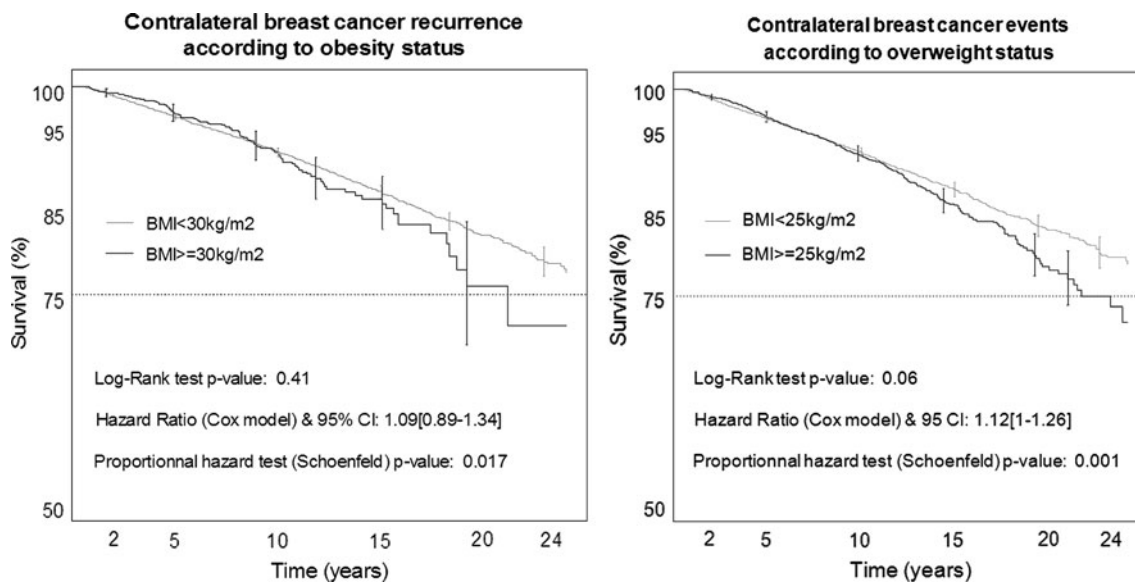 Contralateral breast cancer recurrence
according to obesity status
100
95
85
75
50
Survival (%)
BMI<30kg/m2
BMI>=30kg/m2
Log-Rank test p-value: 0.41
Hazard Ratio (Cox model) & 95% CI: 1.09[0.89-1.34]
Proportionnal hazard test (Schoenfeld) p-value: 0.017
2 5 10 15 20 24
Time (years)
Contralateral breast cancer events
according to overweight status
100
95
85
75
50
Survival (%)
BMI<25kg/m2
BMI>=25kg/m2
Log-Rank test p-value: 0.06
Hazard Ratio (Cox model) & 95 CI: 1.12[1-1.26]
Proportionnal hazard test (Schoenfeld) p-value: 0.001
2 5 10 15 20 24
Time (years)